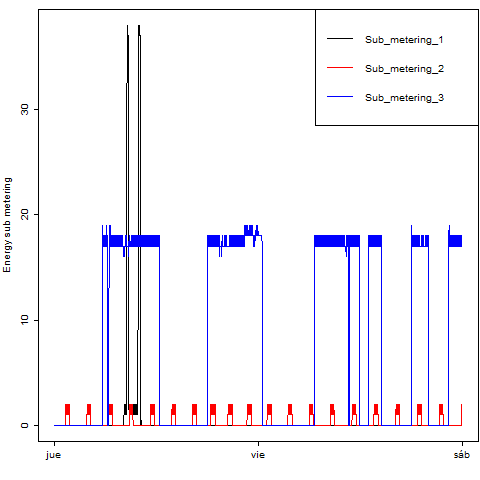 Sub_metering_1
Sub_metering_2
Sub_metering_3
Energy sub metering
30
20
10
0
jue vie sáb